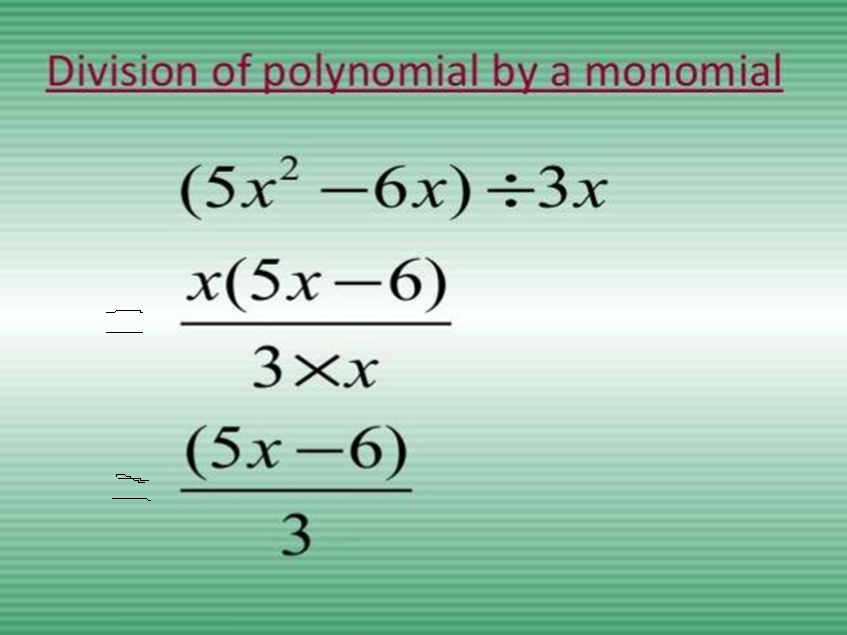 Division of polynomial by a monomial
(5x² −6x) ÷3x
= x(5x−6)
3×x
= (5x−6)
3